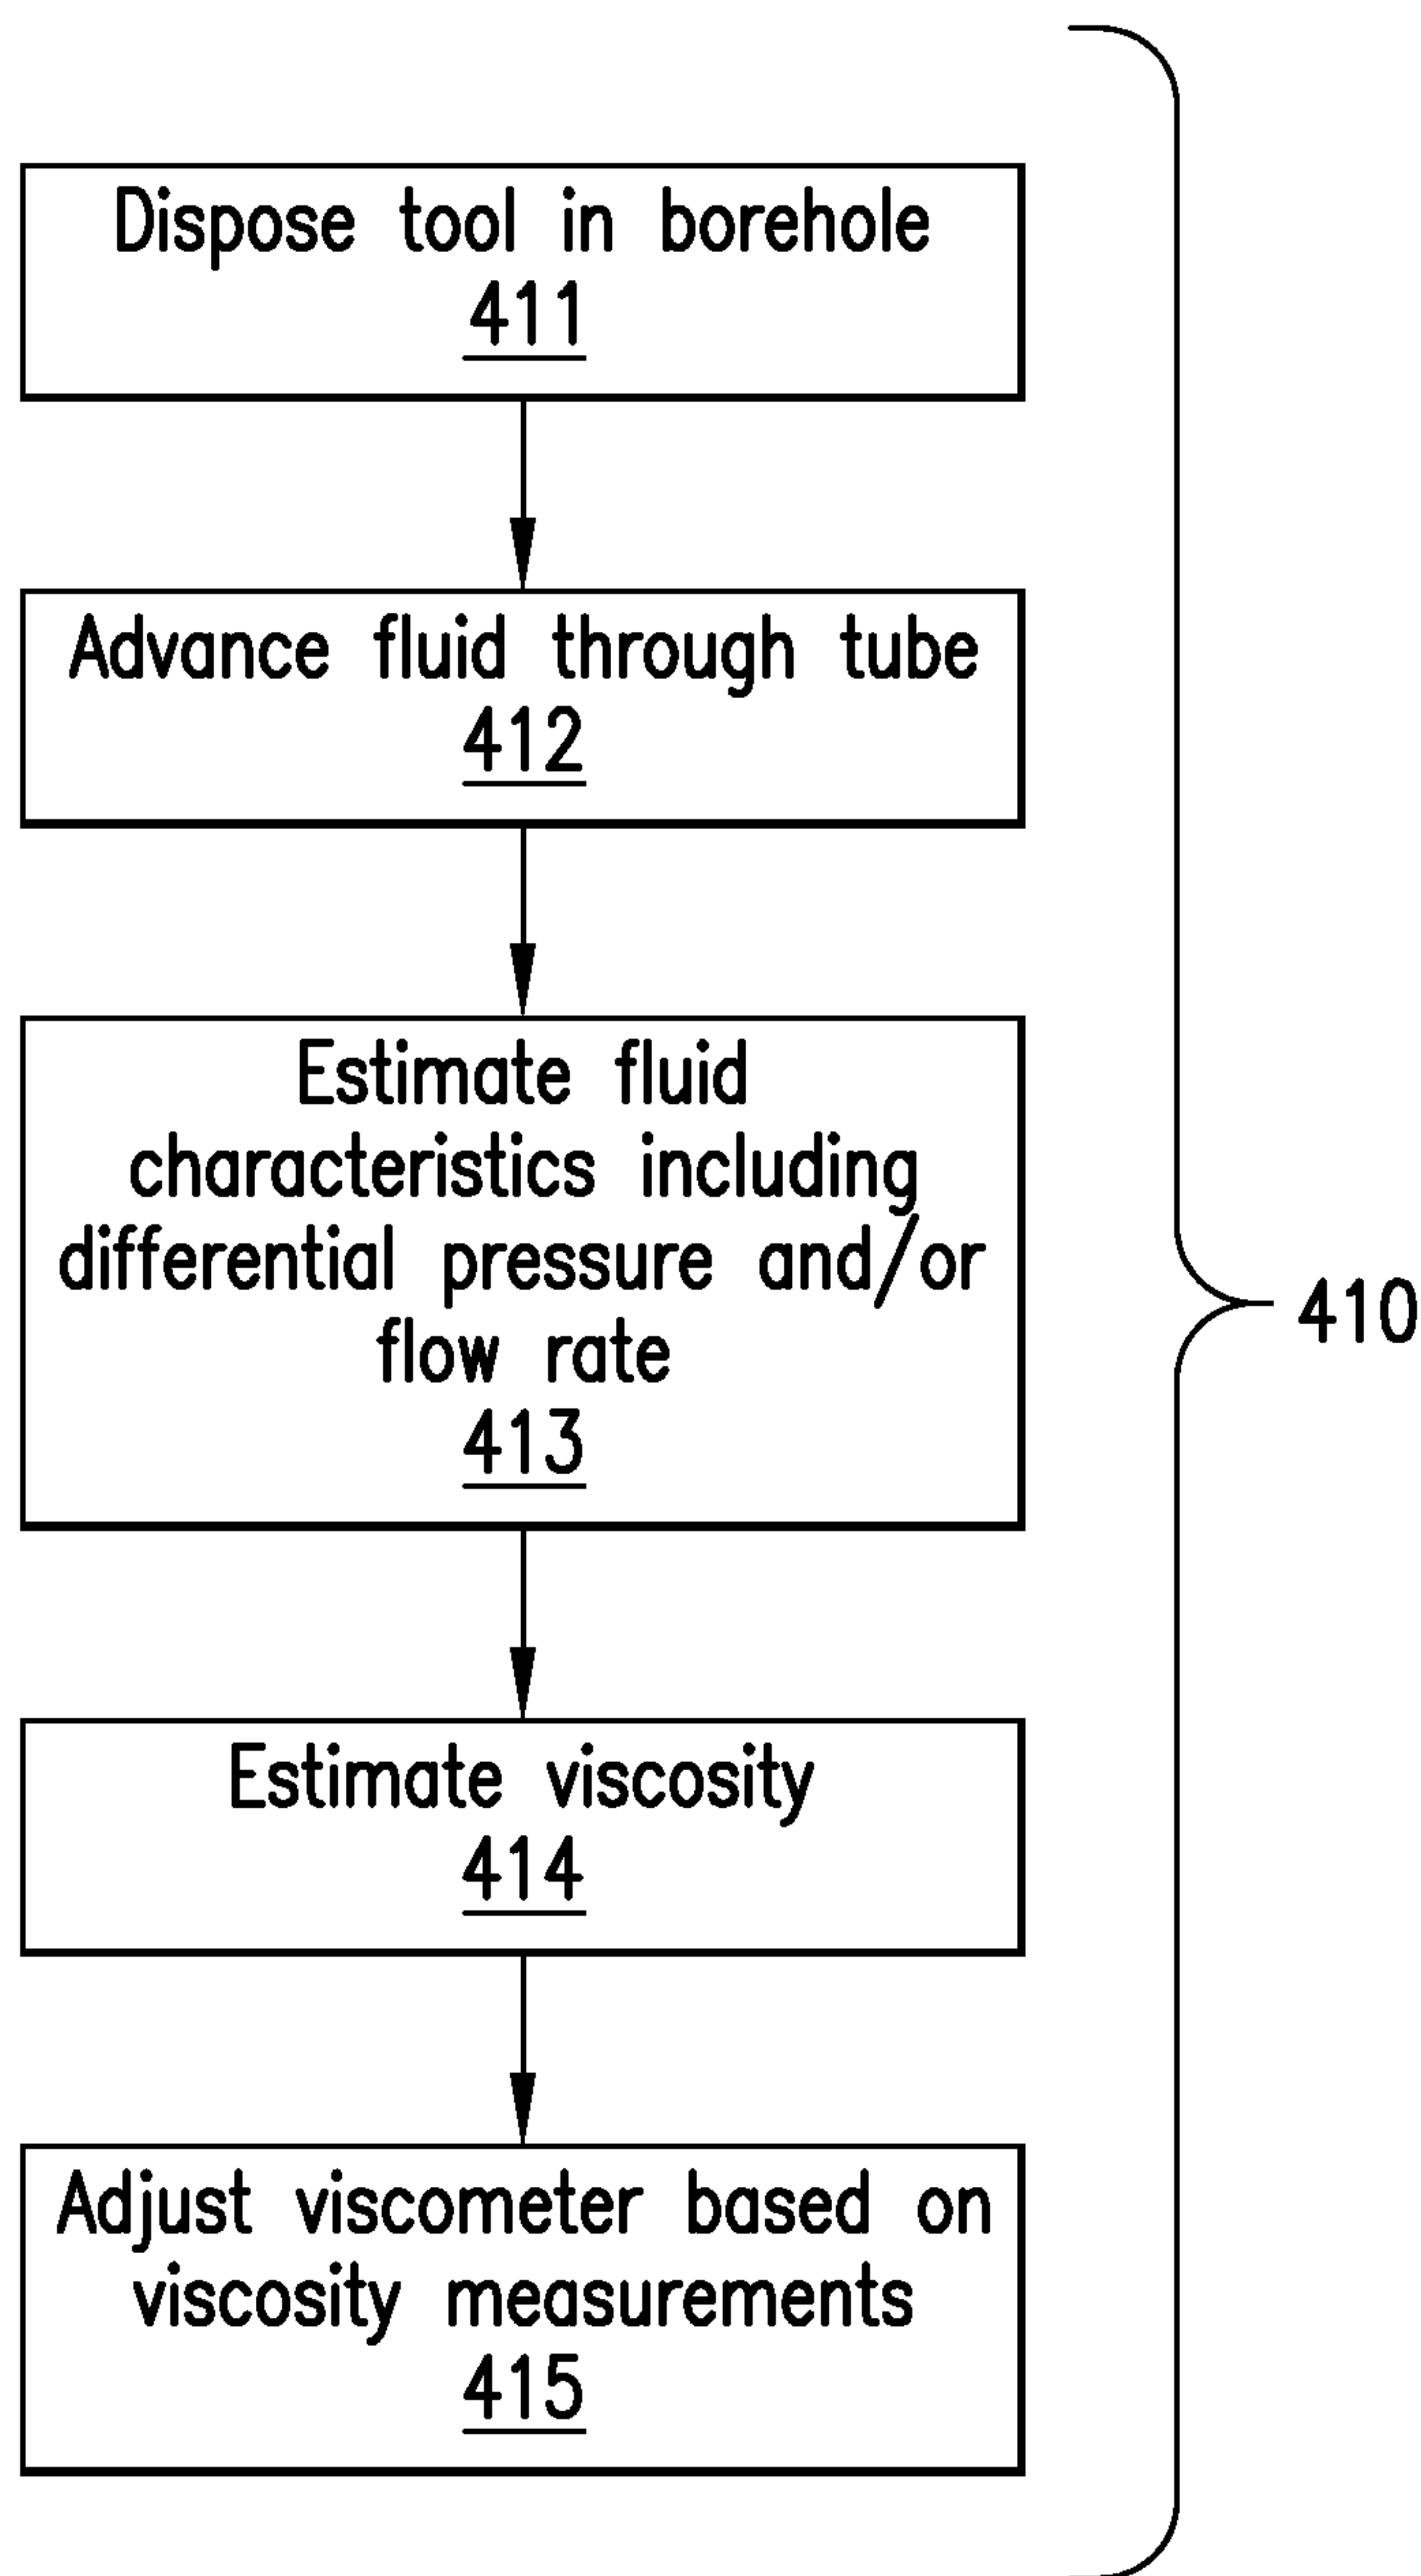 Dispose tool in borehole
411
Advance fluid through tube
412
Estimate fluid
characteristics including
differential pressure and/or
flow rate
413
410
Estimate viscosity
414
Adjust viscometer based on
viscosity measurements
415